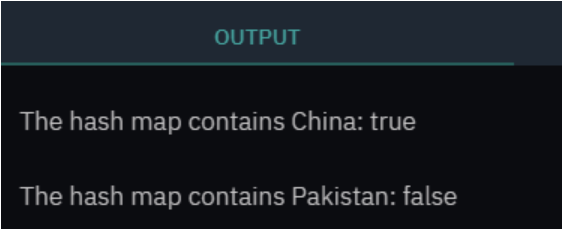 OUTPUT
The hash map contains China: true
The hash map contains Pakistan: false